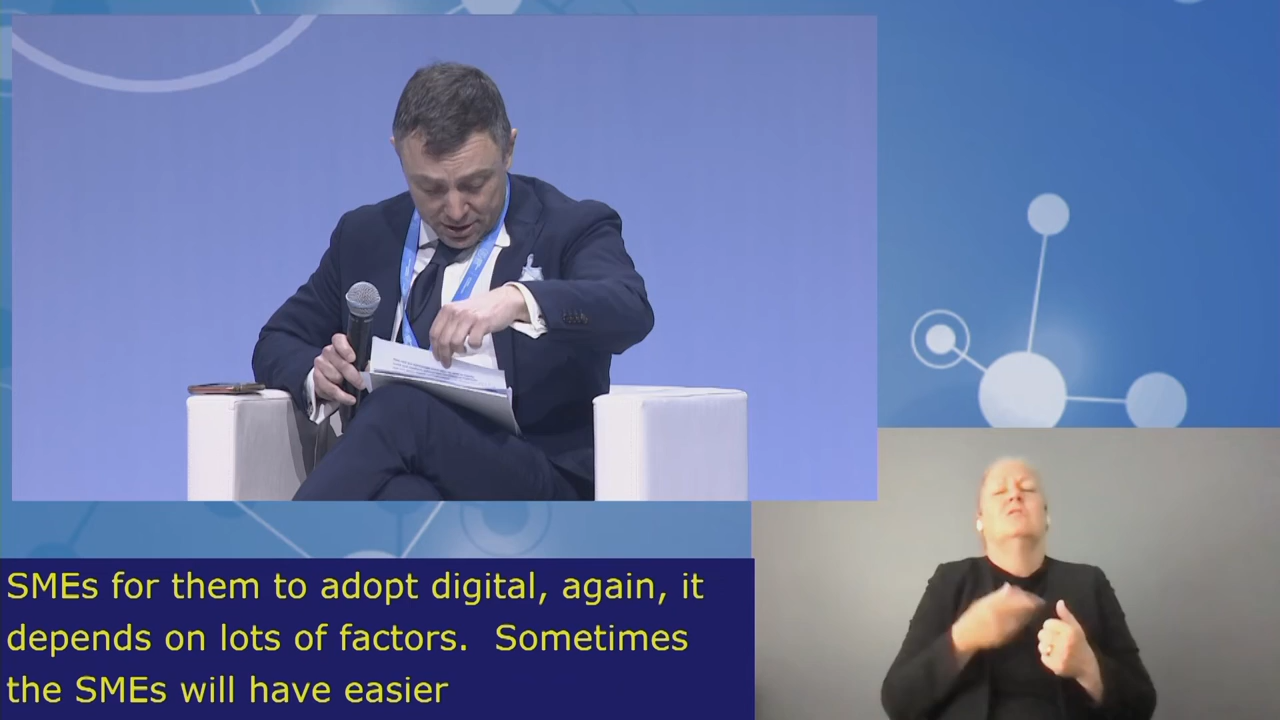 SMEs for them to adopt digital, again, it
depends on lots of factors.  Sometimes
the SMEs will have easier